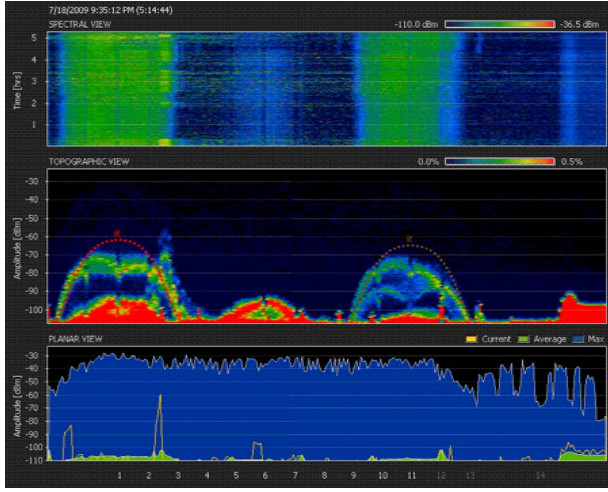 7/18/2009 9:35:12 PM (5:14:44)
SPECTRAL VIEW -110.0 dBm -36.5 dBm
Time [hrs]
5
4
3
2
1
TOPOGRAPHIC VIEW 0.0% 0.5%
Amplitude [dBm]
-30
-40
-50
-60
-70
-80
-90
-100
PLANAR VIEW Current Average Max
Amplitude [dBm]
-30
-40
-50
-60
-70
-80
-90
-100
-110
1 2 3 4 5 6 7 8 9 10 11 12 13 14